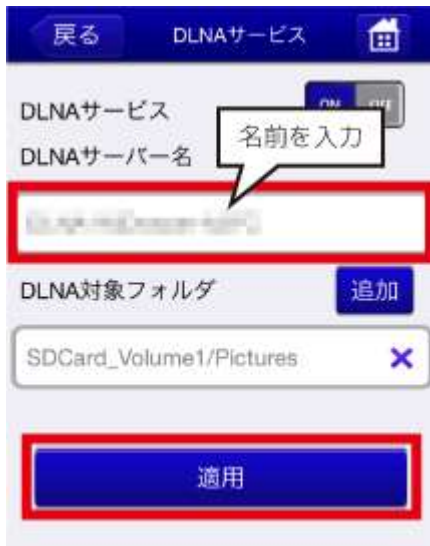 戻る DLNAサービス
DLNAサービス
名前を入力
DLNAサーバー名
DLNA対象フォルダ 追加
SDCard_Volume1/Pictures ×
適用